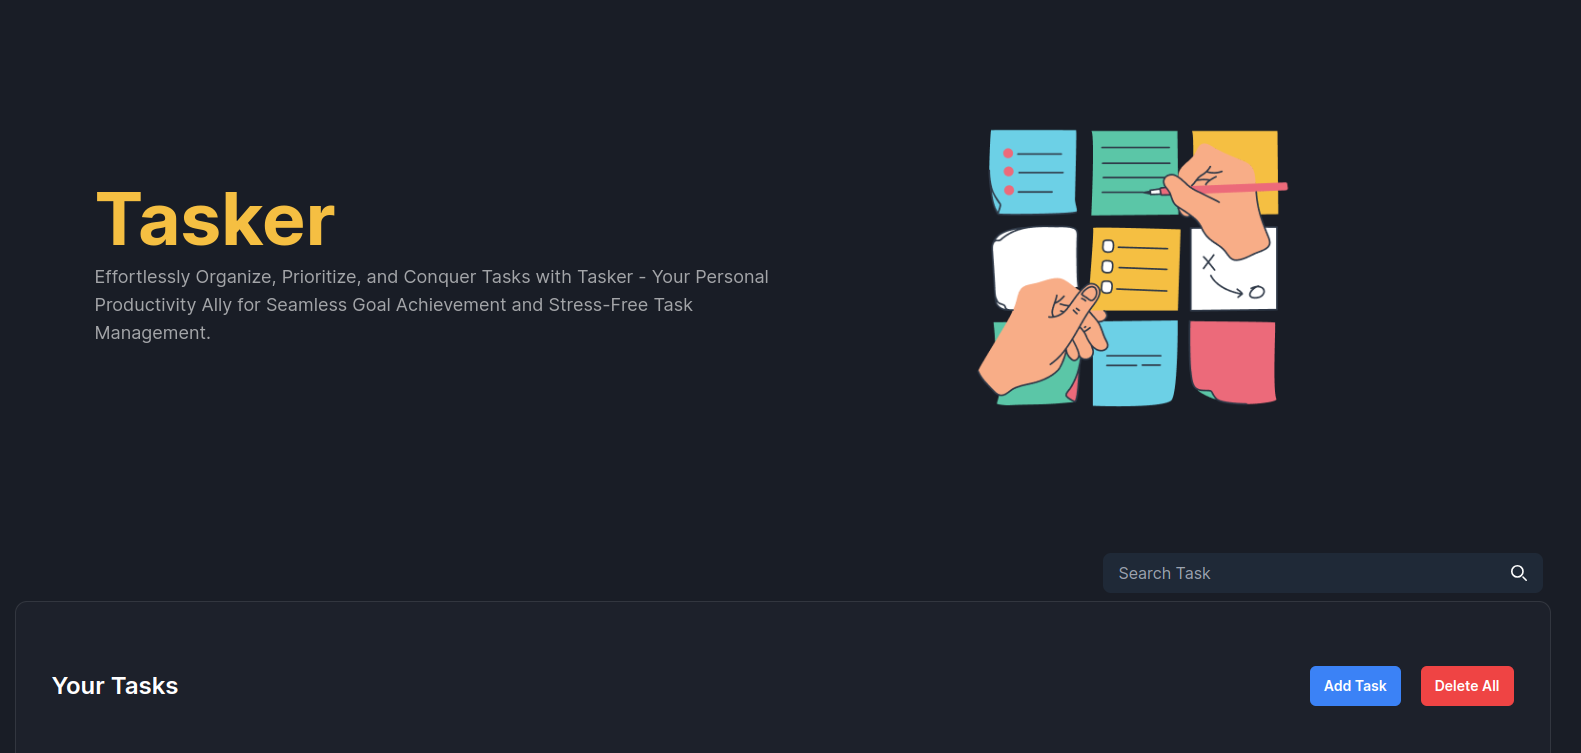 Tasker
Effortlessly Organize, Prioritize, and Conquer Tasks with Tasker - Your Personal
Productivity Ally for Seamless Goal Achievement and Stress-Free Task
Management.
Search Task
Your Tasks
Add Task
Delete All